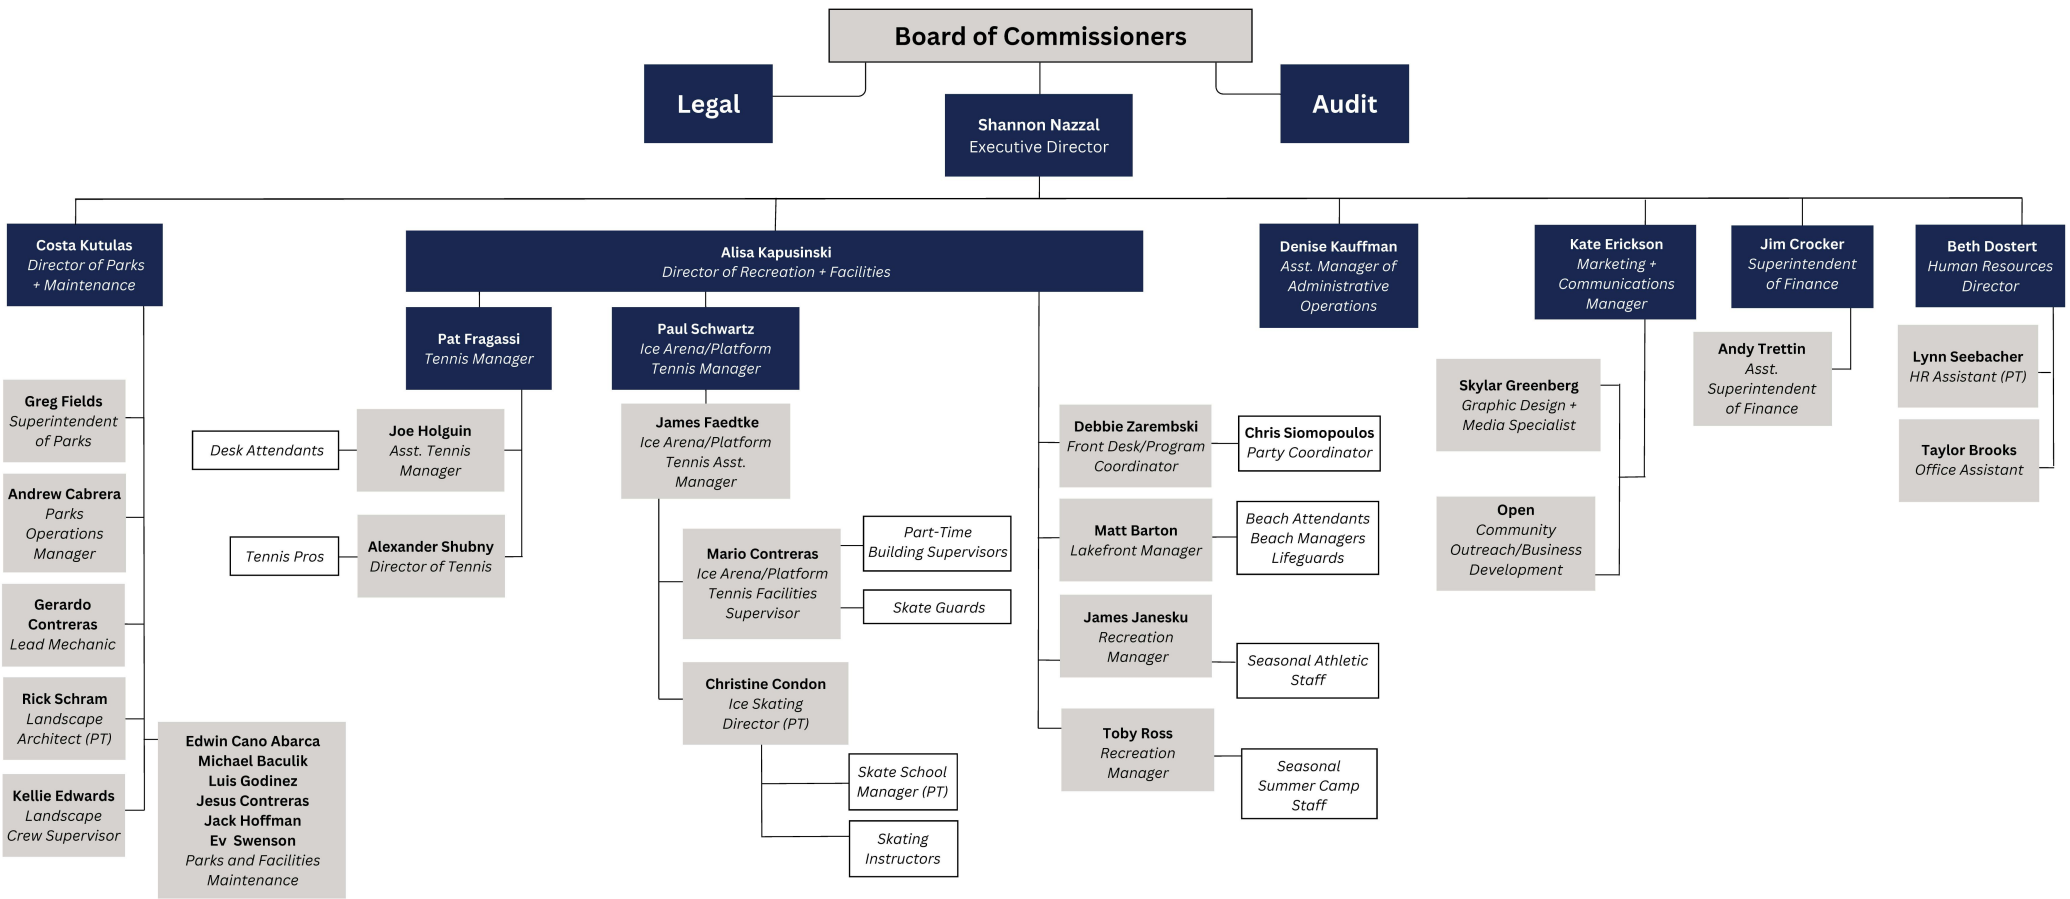 Board of Commissioners
Legal
Audit
Shannon Nazzal
Executive Director
Costa Kutulas
Director of Parks
+ Maintenance
Alisa Kapusinski
Director of Recreation + Facilities
Denise Kauffman
Asst. Manager of
Administrative
Operations
Kate Erickson
Marketing +
Communications
Manager
Jim Crocker
Superintendent
of Finance
Beth Dostert
Human Resources
Director
Greg Fields
Superintendent
of Parks
Andrew Cabrera
Parks
Operations
Manager
Gerardo
Contreras
Lead Mechanic
Rick Schram
Landscape
Architect (PT)
Kellie Edwards
Landscape
Crew Supervisor
Edwin Cano Abarca
Michael Baculik
Luis Godinez
Jesus Contreras
Jack Hoffman
Ev Swenson
Parks and Facilities
Maintenance
Pat Fragassi
Tennis Manager
Joe Holguin
Asst. Tennis
Manager
Desk Attendants
Alexander Shubny
Director of Tennis
Tennis Pros
Paul Schwartz
Ice Arena/Platform
Tennis Manager
James Faedtke
Ice Arena/Platform
Tennis Asst.
Manager
Mario Contreras
Ice Arena/Platform
Tennis Facilities
Supervisor
Part-Time
Building Supervisors
Skate Guards
Christine Condon
Ice Skating
Director (PT)
Skate School
Manager (PT)
Skating
Instructors
Debbie Zarembski
Front Desk/Program
Coordinator
Chris Siomopoulos
Party Coordinator
Matt Barton
Lakefront Manager
Beach Attendants
Beach Managers
Lifeguards
James Janesku
Recreation
Manager
Seasonal Athletic
Staff
Toby Ross
Recreation
Manager
Seasonal
Summer Camp
Staff
Skylar Greenberg
Graphic Design +
Media Specialist
Open
Community
Outreach/Business
Development
Andy Trettin
Asst.
Superintendent
of Finance
Lynn Seebacher
HR Assistant (PT)
Taylor Brooks
Office Assistant